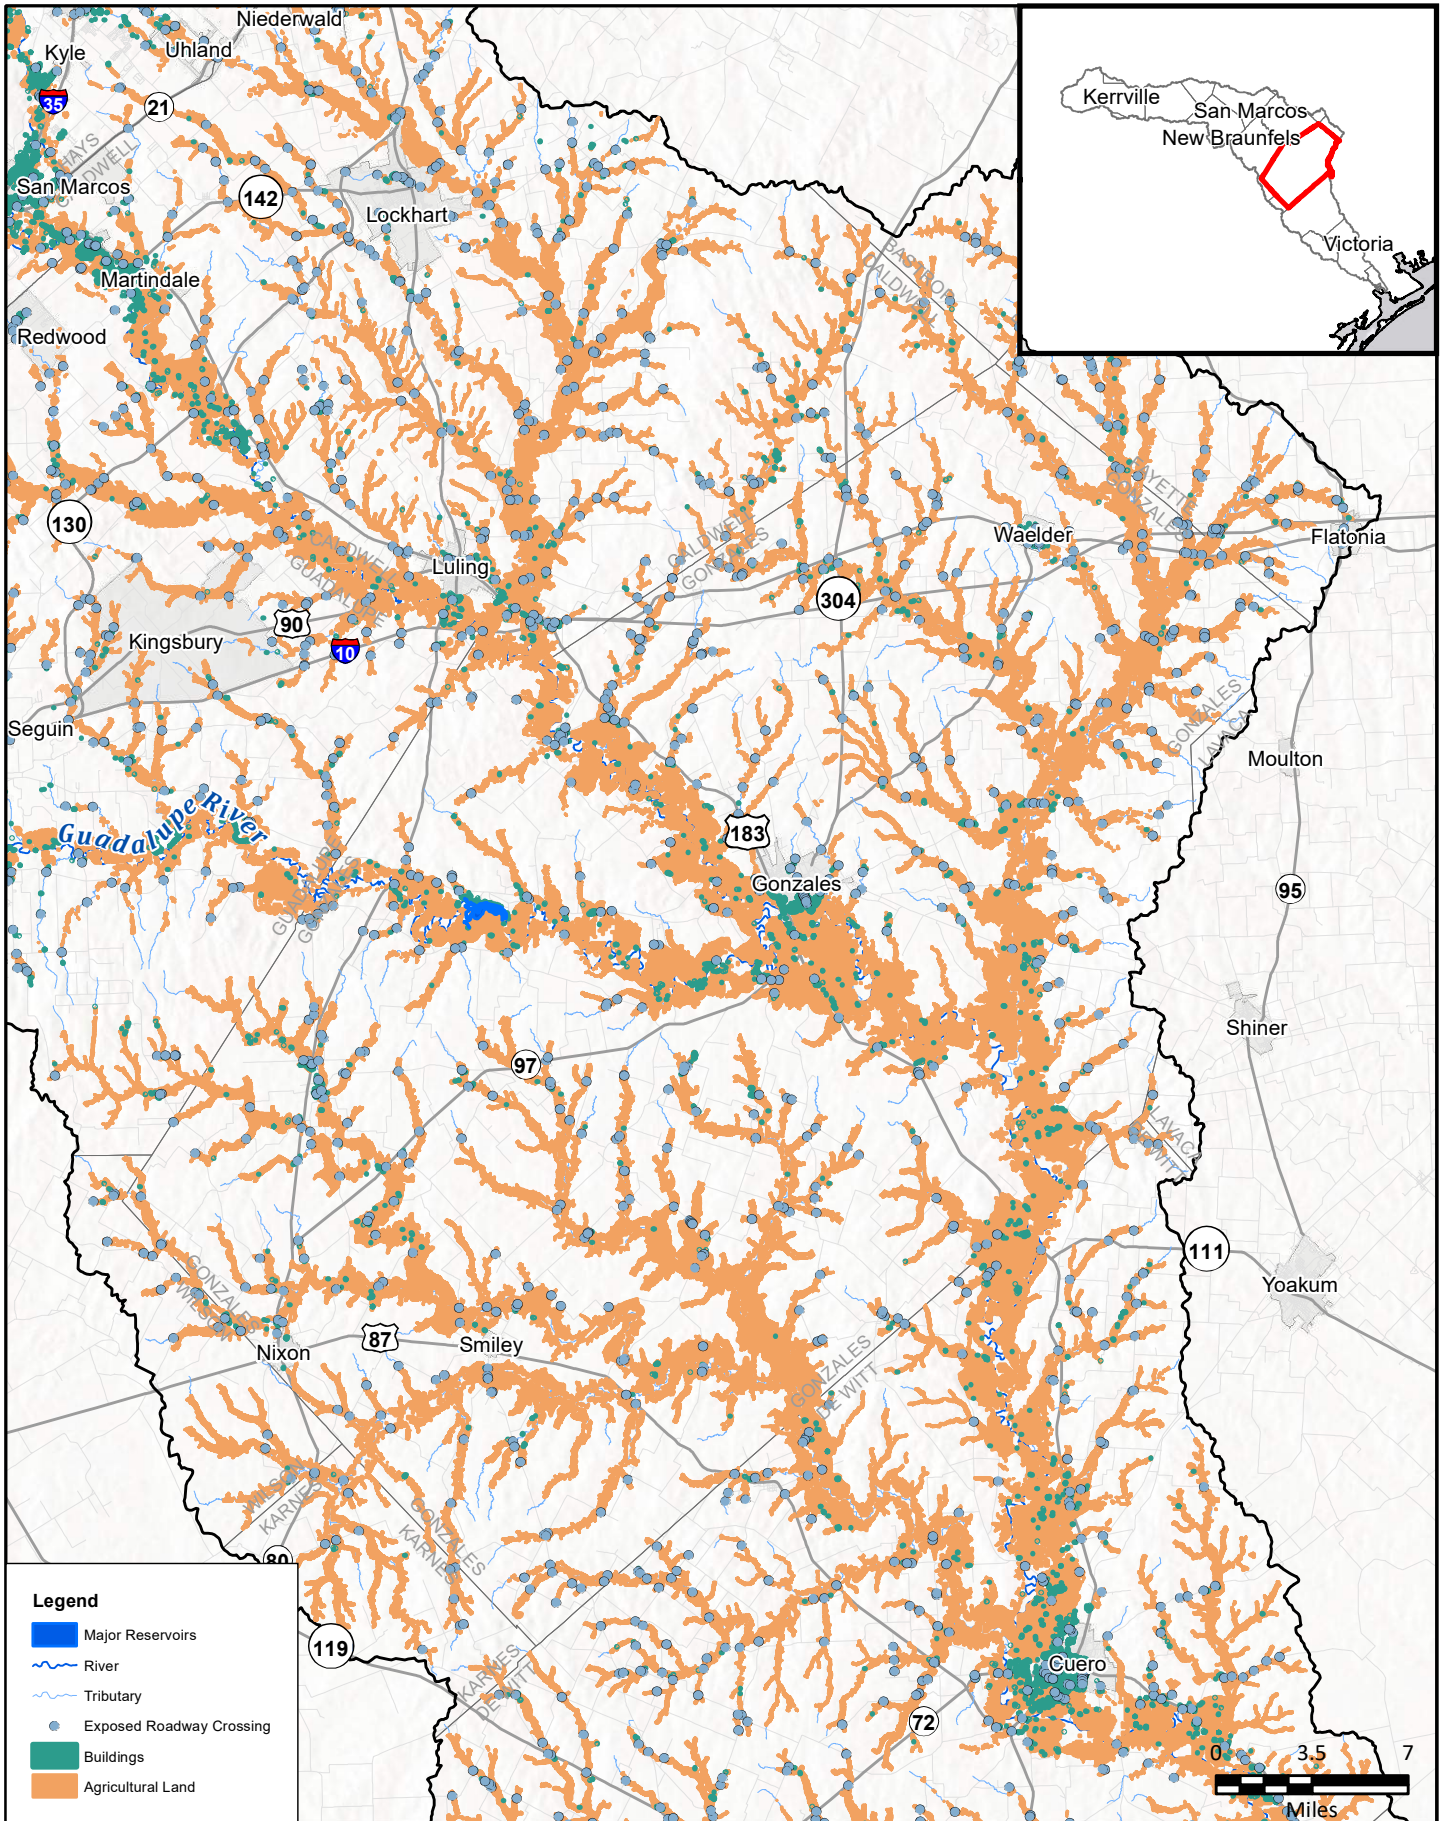 Niederwald
Kyle
Uhland
35
21
HAYS
CALDWELL
San Marcos
142
Lockhart
Martindale
Redwood
BASTROP
CALDWELL
Kerrville
San Marcos
New Braunfels
Victoria
130
CALDWELL
GUADALUPE
Luling
CALDWELL
GONZALES
Waelder
FAYETTE
GONZALES
Flatonia
304
90
Kingsbury
10
Seguin
GONZALES
LAVACA
Moulton
Guadalupe River
183
GUADALUPE
Gonzales
95
Shiner
97
LAVACA
DE WITT
111
Yoakum
GONZALES
WILSON
Nixon
87
Smiley
GONZALES
DE WITT
WILSON
KARNES
GONZALES
KARNES
80
119
KARNES
DE WITT
Cuero
72
Legend
Major Reservoirs
River
Tributary
Exposed Roadway Crossing
Buildings
Agricultural Land
0 3.5 7
Miles